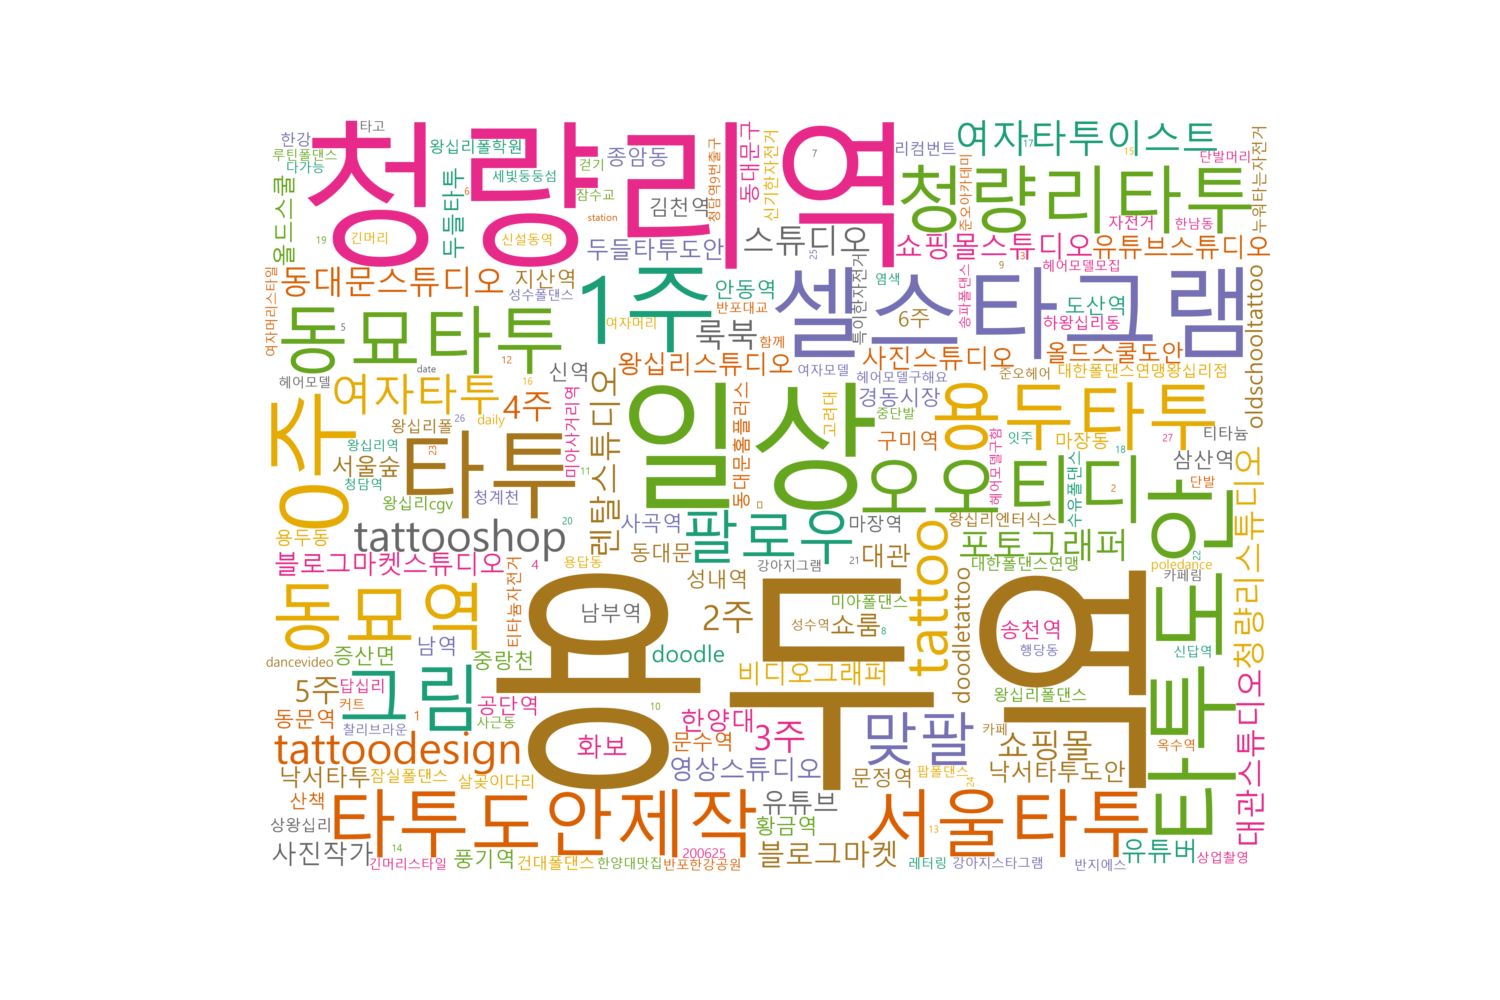 타고
한강
왕십리폴학원
종암동
걷기
동대문구
신기한자전거
리컴번트
여자타투이스트
단발머리
누워타는자전거
루틴폴댄스
다가능
세빛둥둥섬
잠수교
청담역9번출구
준오아카데미
청량리역
청량리타투
올드스쿨
두들타투
김천역
자전거
한남동
긴머리
신설동역
station
두들타투도안
스튜디오
쇼핑몰스튜디오
유튜브스튜디오
동대문스튜디오
지산역
안동역
염색
헤어모델모집
여자머리스타일
성수폴댄스
1주
반포대교
특이한자전거
셀스타그램
송파폴댄스
도산역
oldschooltattoo
동묘타투
여자머리
룩북
함께
6주
하왕십리동
왕십리스튜디오
사진스튜디오
올드스쿨도안
date
헤어모델
여자타투
신역
여자모델
헤어모델구해요
준오헤어
대한폴댄스연맹왕십리점
4주
렌탈스튜디오
일상
경동시장
용두타투
용주
왕십리폴
daily
미아사거리역
동대문홈플러스
중단발
고려대
구미역
잇주
마장동
티타늄
왕십리역
타투
서울숲
청담역
오오티디
헤어모델구함
수유폴댄스
삼산역
단발
왕십리cgv
청계천
사곡역
팔로우
마장역
왕십리엔터식스
청량리스튜디오
용두동
tattooshop
동대문
대관
tattoo
포토그래퍼
블로그마켓스튜디오
용답동
강아지그램
대한폴댄스연맹
poledance
카페림
티타늄자전거
성내역
doodletattoo
동묘역
용두역
남부역
2주
미아폴댄스
성수역
쇼룸
송천역
행당동
타투도안
dancevideo
증산면
남역
중랑천
doodle
비디오그래퍼
신답역
5주
답십리
커트
그림
공단역
왕십리폴댄스
대관스튜디오
동문역
찰리브라운
사근동
한양대
3주
맞팔
카페
쇼핑몰
옥수역
tattoodesign
화보
문수역
영상스튜디오
문정역
팝폴댄스
낙서타투도안
낙서타투
잠실폴댄스
살곶이다리
산책
타투도안제작
유튜브
서울타투
상왕십리
황금역
유튜버
사진작가
긴머리스타일
풍기역
건대폴댄스
한양대맛집
200625
반포한강공원
블로그마켓
레터링
강아지스타그램
반지에스
상업촬영